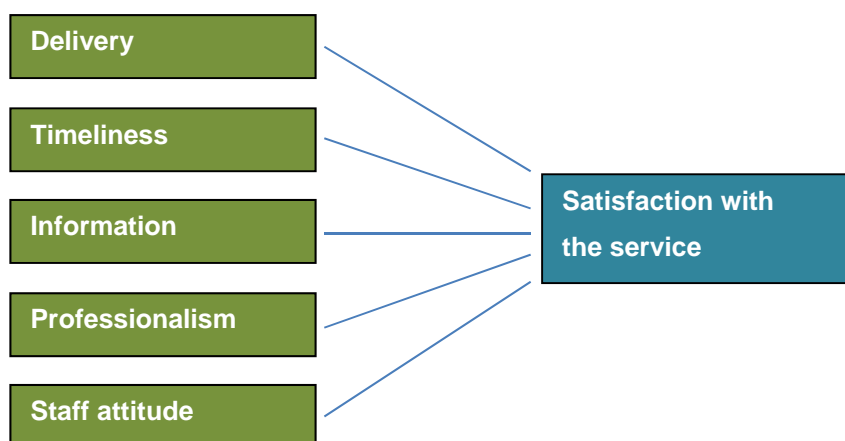 Delivery
Timeliness
Information
Professionalism
Staff attitude
Satisfaction with
the service